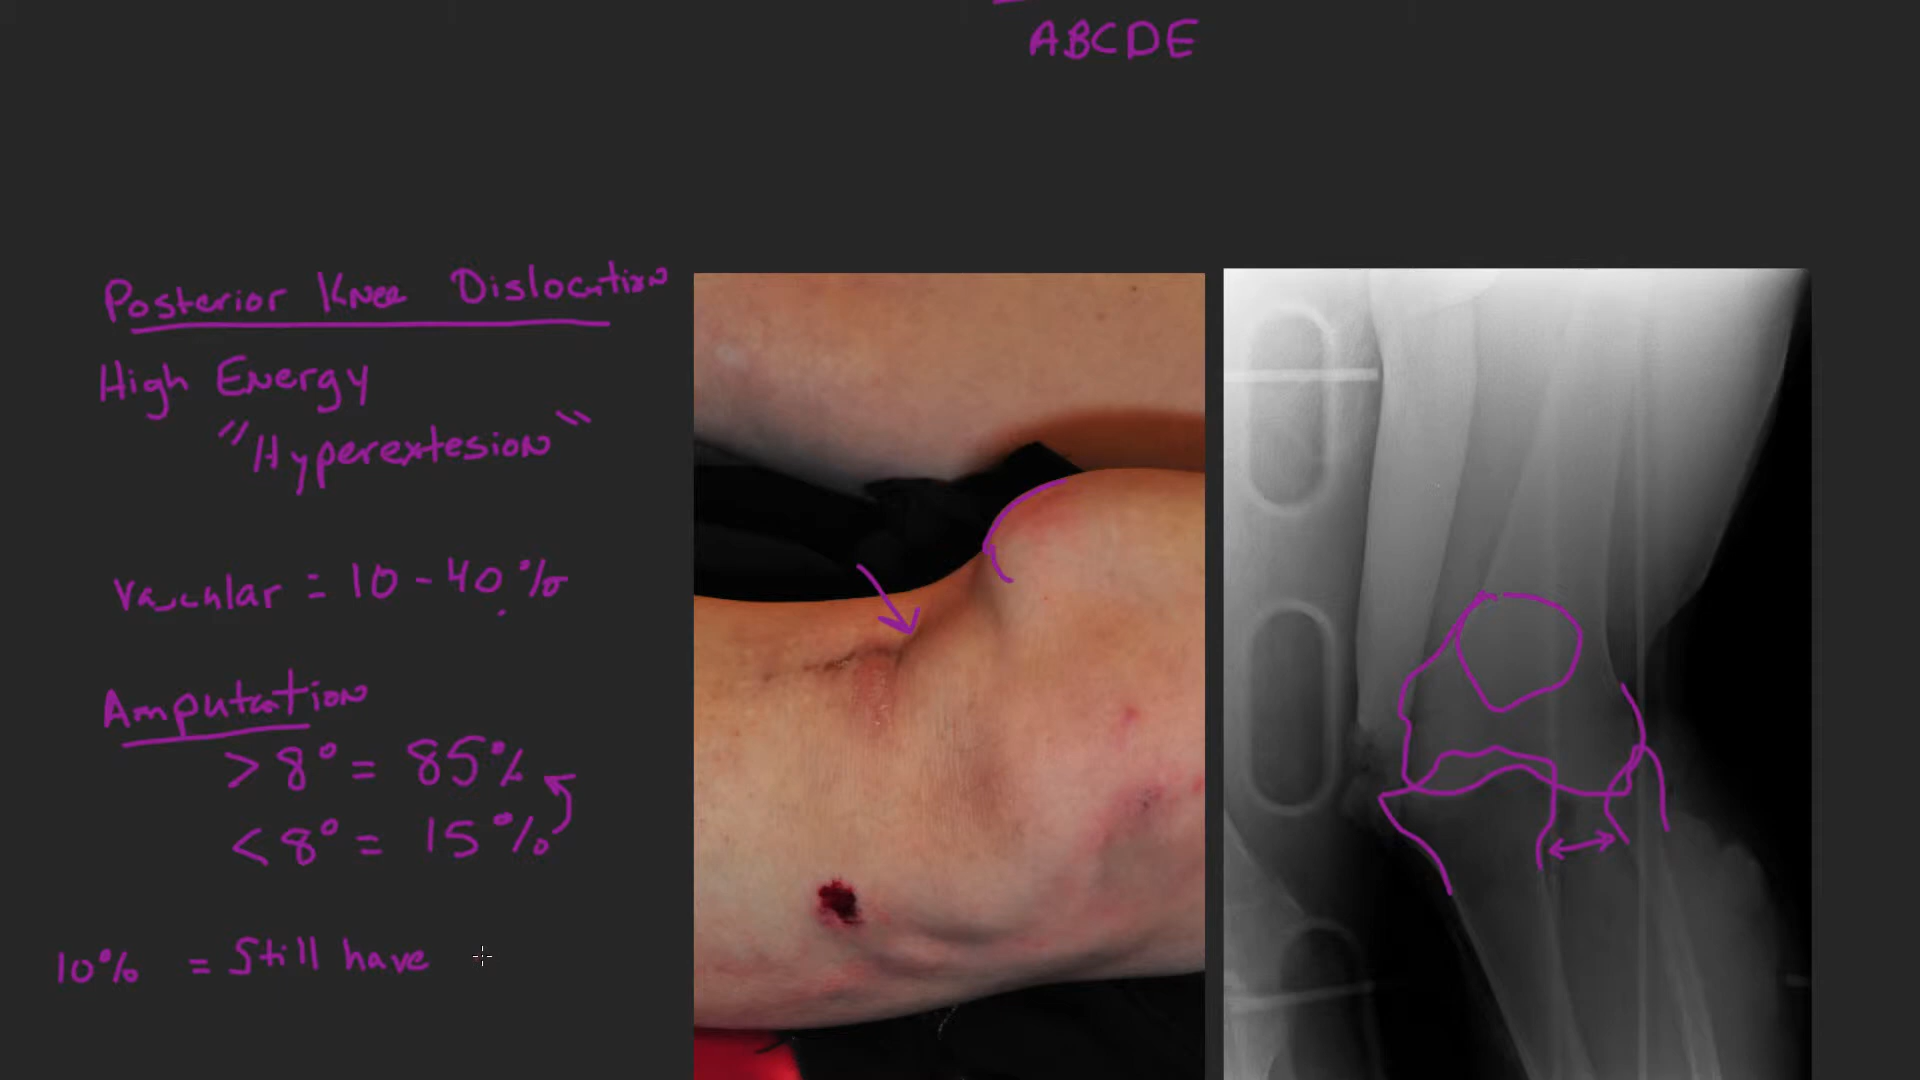 ABCDE
Posterior Knee Dislocation
High Energy
"Hyperextesion"
Vascular = 10 - 40%
Amputation
> 8° = 85%
< 8° = 15%
10% = Still have